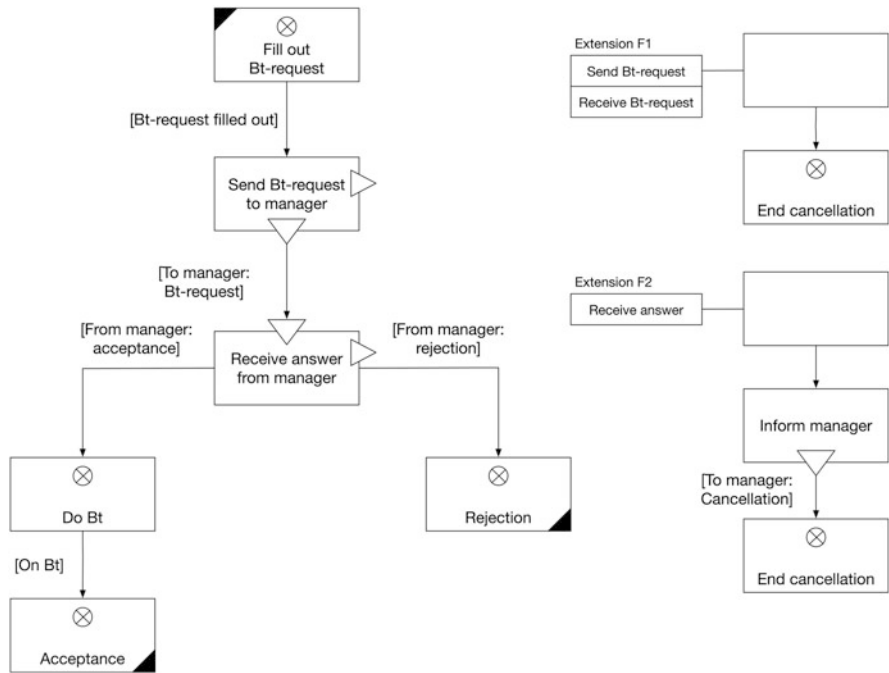 Fill out
Bt-request
[Bt-request filled out]
Send Bt-request
to manager
[To manager:
Bt-request]
[From manager:
acceptance]
[From manager:
rejection]
Receive answer
from manager
Do Bt
Rejection
[On Bt]
Acceptance
Extension F1
Send Bt-request
Receive Bt-request
End cancellation
Extension F2
Receive answer
Inform manager
[To manager:
Cancellation]
End cancellation